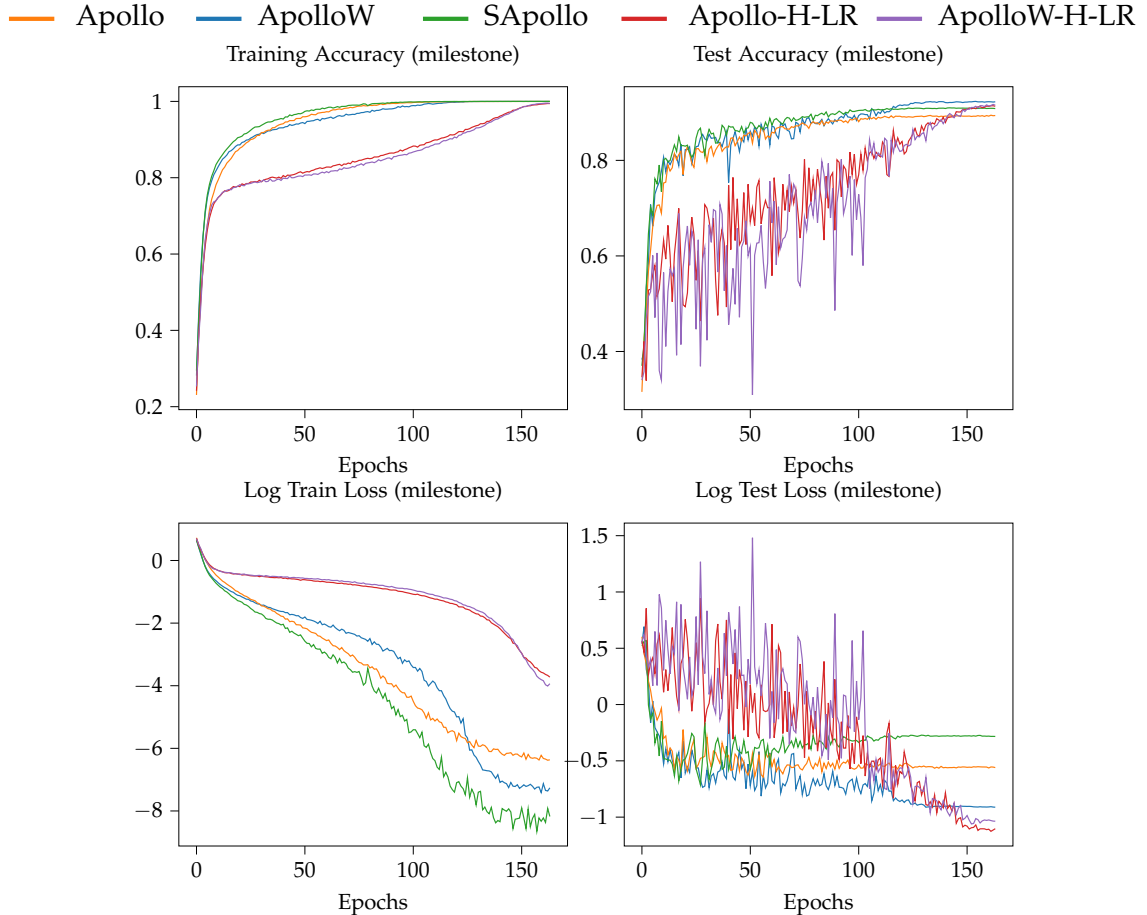 Apollo ApolloW SApollo Apollo-H-LR ApolloW-H-LR
Training Accuracy (milestone) Test Accuracy (milestone)
1
0.8
0.6
0.4
0.2
0 50 100 150
Epochs
0.8
0.6
0.4
0 50 100 150
Epochs
Log Train Loss (milestone) Log Test Loss (milestone)
0
−2
−4
−6
−8
0 50 100 150
Epochs
1.5
1
0.5
0
−0.5
−1
0 50 100 150
Epochs